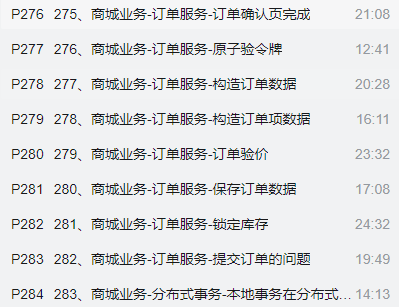 P276 275、商城业务-订单服务-订单确认页完成 21:08
P277 276、商城业务-订单服务-原子验令牌 12:41
P278 277、商城业务-订单服务-构造订单数据 20:28
P279 278、商城业务-订单服务-构造订单项数据 16:11
P280 279、商城业务-订单服务-订单验价 23:32
P281 280、商城业务-订单服务-保存订单数据 17:08
P282 281、商城业务-订单服务-锁定库存 24:32
P283 282、商城业务-订单服务-提交订单的问题 19:49
P284 283、商城业务-分布式事务-本地事务在分布式… 14:13